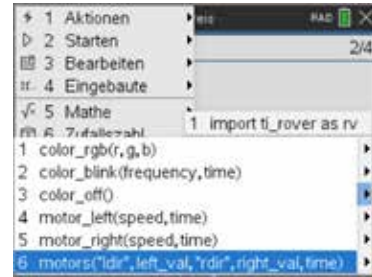 1 Aktionen
eis
RAD
2 Starten
2/4
3 Bearbeiten
4 Eingebaute
√ 5 Mathe
1 import ti_rover as rv
6 Zufallszahl
1 color_rgb(r,g,b)
2 color_blink(frequency,time)
3 color_off()
4 motor_left(speed,time)
5 motor_right(speed,time)
6 motors("ldir",left_val,"rdir",right_val,time)